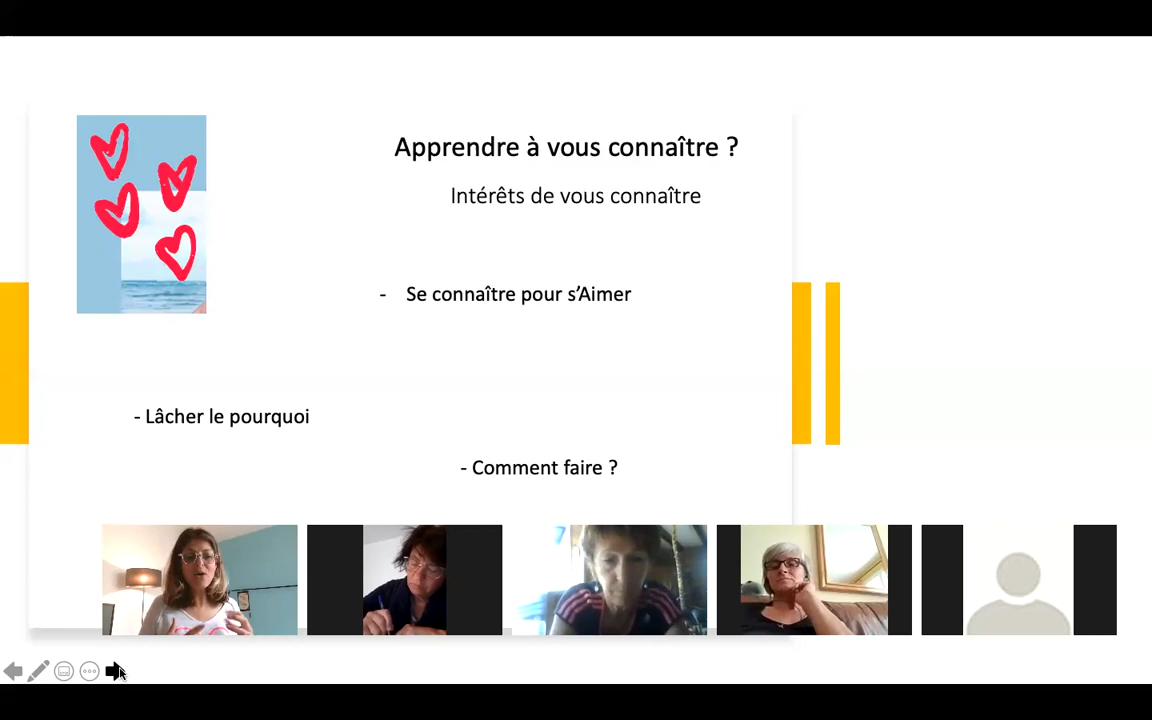 Apprendre à vous connaître ?
Intérêts de vous connaître
- Se connaître pour s'Aimer
- Lâcher le pourquoi
- Comment faire ?